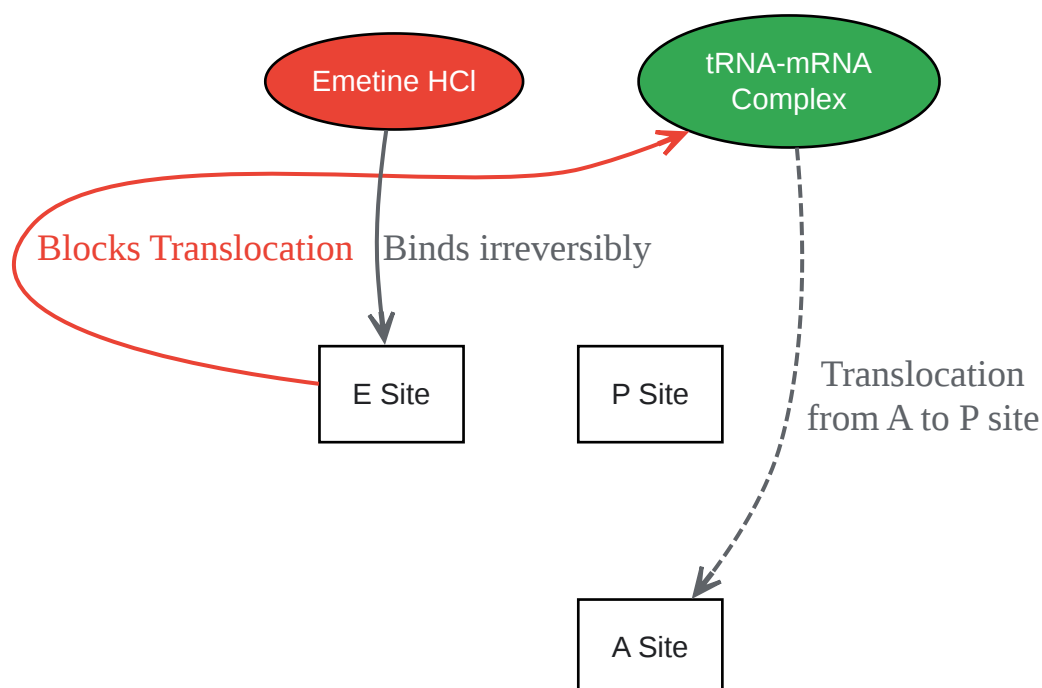 Emetine HCl
tRNA-mRNA
Complex
Blocks Translocation
Binds irreversibly
E Site
P Site
Translocation
from A to P site
A Site